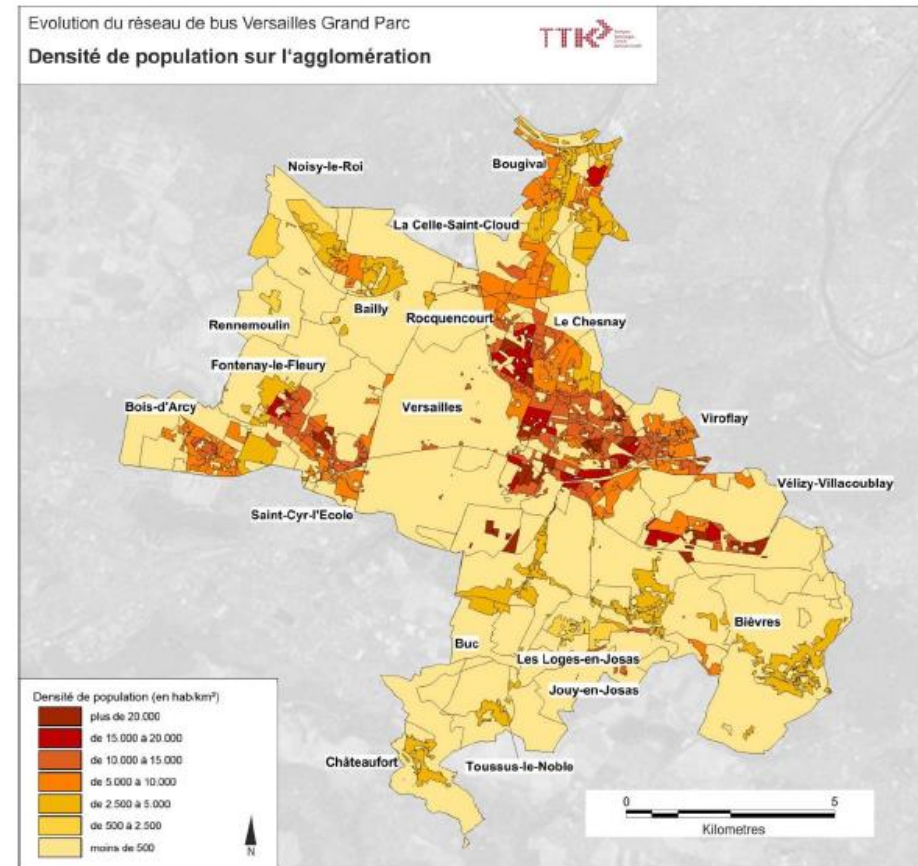 Evolution du réseau de bus Versailles Grand Parc
Densité de population sur l'agglomération
TTK
Noisy-le-Roi
Bougival
La Celle-Saint-Cloud
Bailly
Rocquencourt
Le Chesnay
Rennemoulin
Fontenay-le-Fleury
Bois-d'Arcy
Versailles
Viroflay
Vélizy-Villacoublay
Saint-Cyr-l'Ecole
Bièvres
Buc
Les Loges-en-Josas
Jouy-en-Josas
Châteaufort
Toussus-le-Noble
Densité de population (en hab/km²)
plus de 20.000
de 15.000 à 20.000
de 10.000 à 15.000
de 5.000 à 10.000
de 2.500 à 5.000
de 500 à 2.500
moins de 500
N
0 5
Kilometres